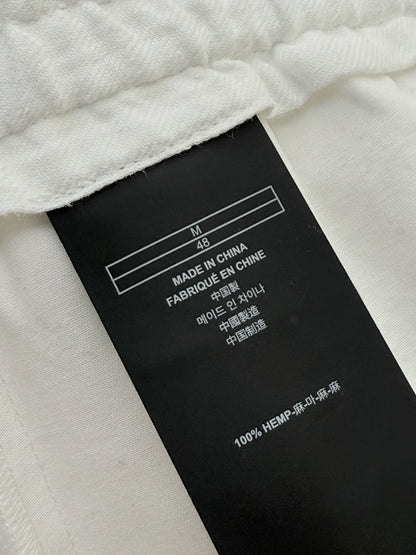 M
48
MADE IN CHINA
FABRIQUÉ EN CHINE
中国製
메이드 인 차이나
中國製造
中国制造
100% HEMP-麻-마-麻-麻